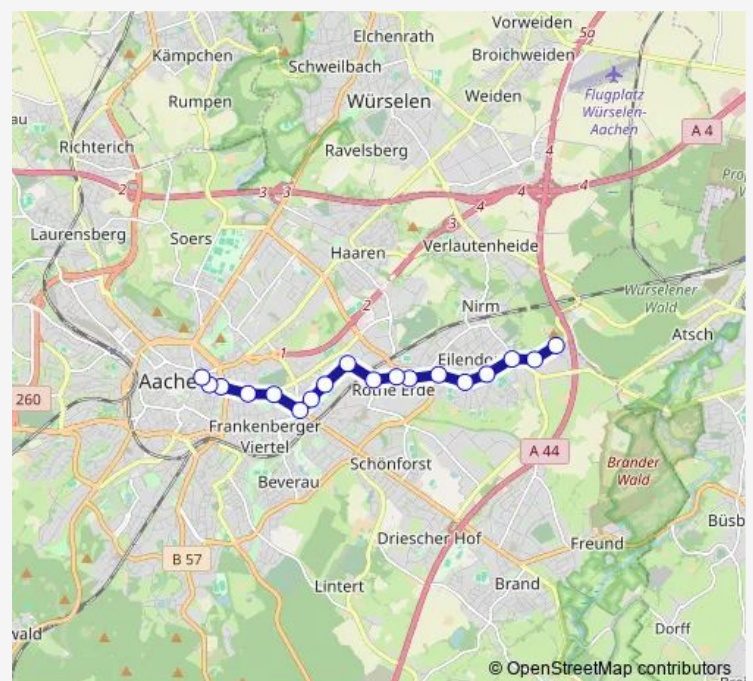 Vorweiden
Elchenrath
5a
Kämpchen
Broichweiden
Schweilbach
Rumpen
Würselen
Weiden
Flugplatz
Würselen-
Aachen
au
A 4
Richterich
Ravelsberg
4
2
3
3
4
4
4
3
Laurensberg
Soers
Haaren
Verlautenheide
Würselener
Wald
2
Nirm
Atsch
1
Eilendo
Aache
Rothe Erde
260
Frankenberger
Viertel
A 44
Schönforst
Brander
Wald
Beverau
Büsb
Driescher Hof
Freund
B 57
Lintert
Brand
Dorff
wald
© OpenStreetMap contributors